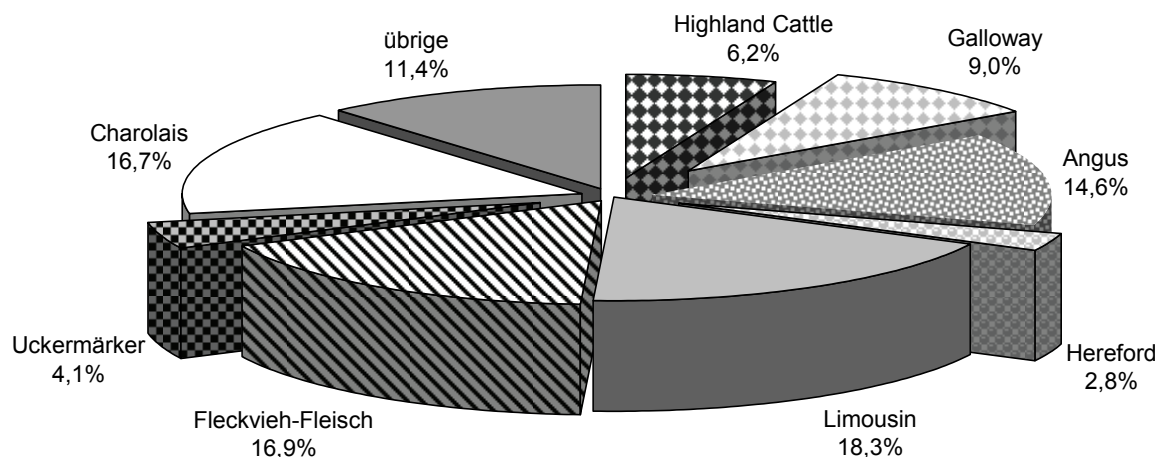 Highland Cattle
6,2%
Galloway
9,0%
Angus
14,6%
Hereford
2,8%
Limousin
18,3%
Fleckvieh-Fleisch
16,9%
Uckermärker
4,1%
Charolais
16,7%
übrige
11,4%